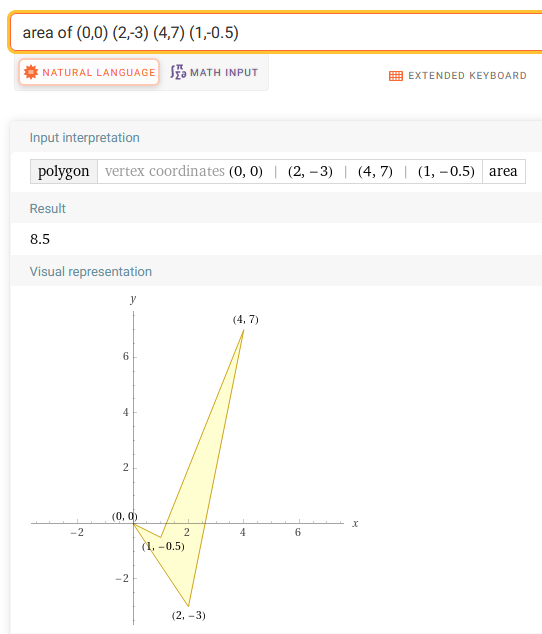 area of (0,0) (2,-3) (4,7) (1,-0.5)
NATURAL LANGUAGE
∫Σ∂π MATH INPUT
EXTENDED KEYBOARD
Input interpretation
polygon vertex coordinates (0, 0) | (2, −3) | (4, 7) | (1, −0.5) area
Result
8.5
Visual representation
y
(4, 7)
6
4
2
(0, 0)
x
−2 2 4 6
(1, −0.5)
−2
(2, −3)